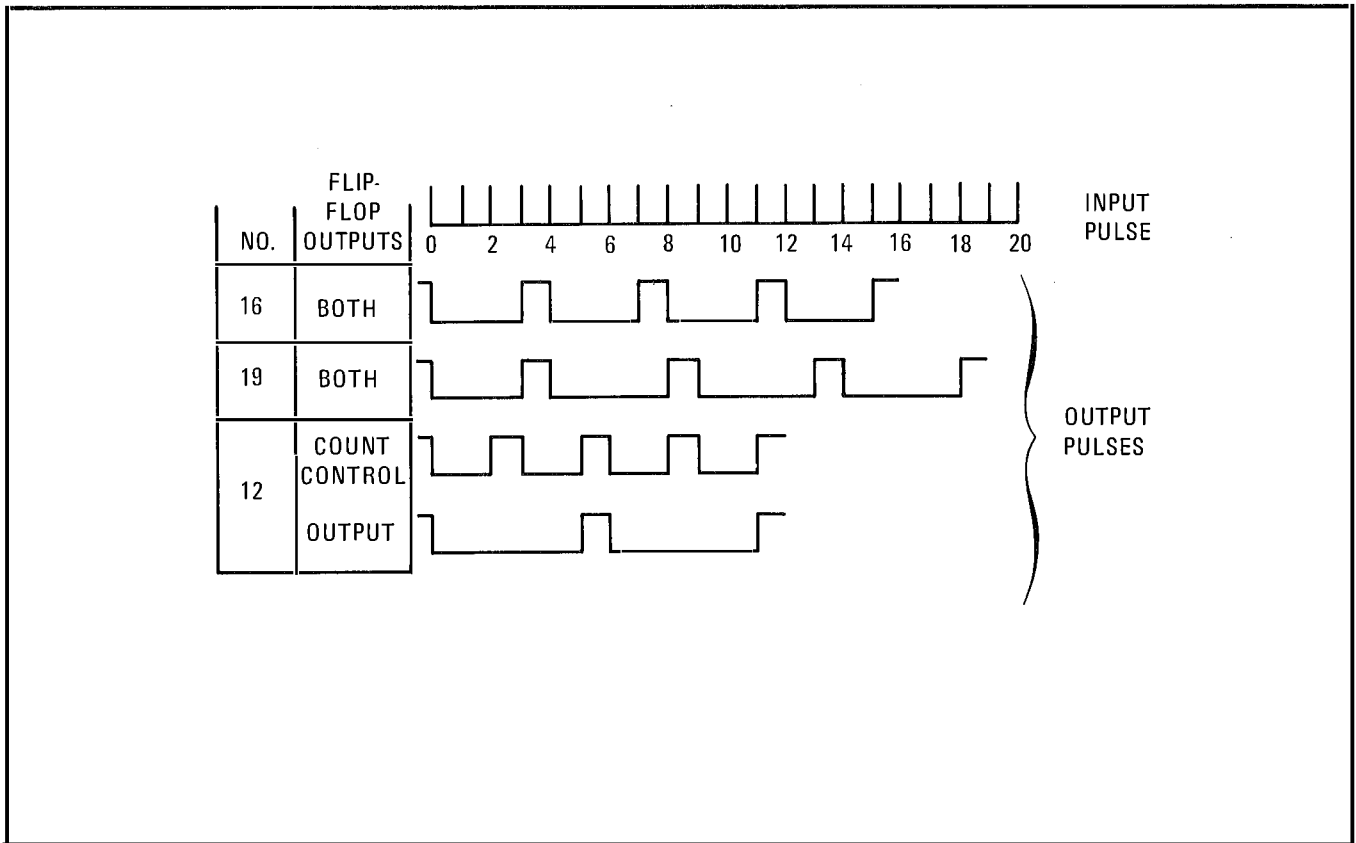 FLIP-
FLOP
OUTPUTS
NO.
INPUT
PULSE
0 2 4 6 8 10 12 14 16 18 20
16 BOTH
19 BOTH
12
COUNT
CONTROL
OUTPUT
OUTPUT
PULSES